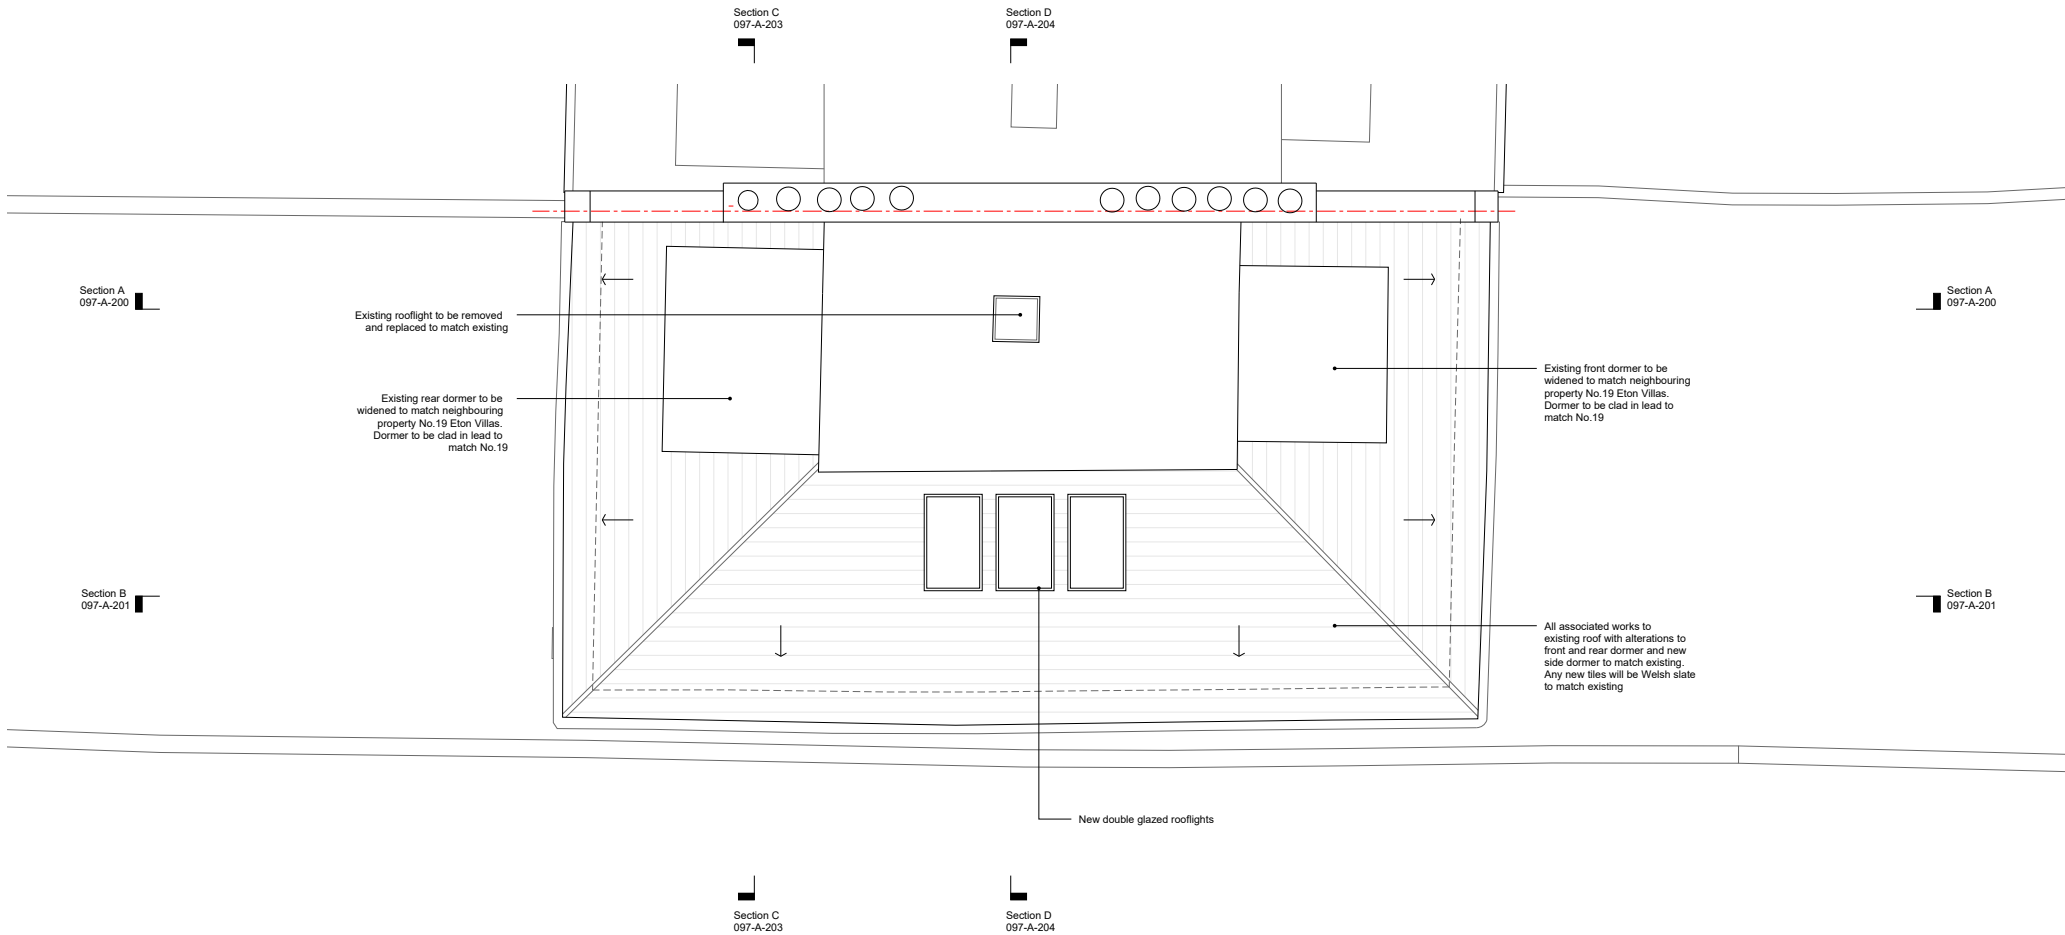 Section C
097-A-203
Section D
097-A-204
Section A
097-A-200
Section A
097-A-200
Existing rooflight to be removed
and replaced to match existing
Existing rear dormer to be
widened to match neighbouring
property No.19 Eton Villas.
Dormer to be clad in lead to
match No.19
Existing front dormer to be
widened to match neighbouring
property No.19 Eton Villas.
Dormer to be clad in lead to
match No.19
Section B
097-A-201
Section B
097-A-201
All associated works to
existing roof with alterations to
front and rear dormer and new
side dormer to match existing.
Any new tiles will be Welsh slate
to match existing
New double glazed rooflights
Section C
097-A-203
Section D
097-A-204